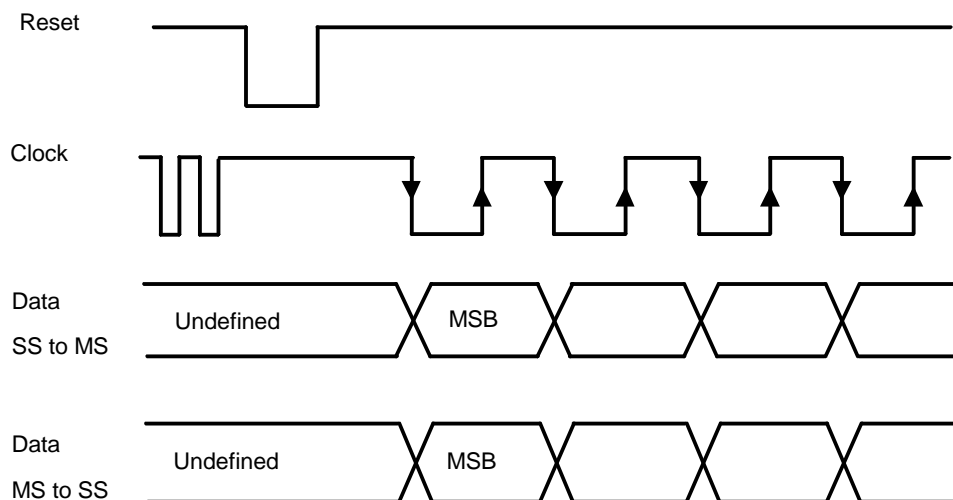 Reset
Clock
Data
SS to MS
Undefined
MSB
Data
MS to SS
Undefined
MSB